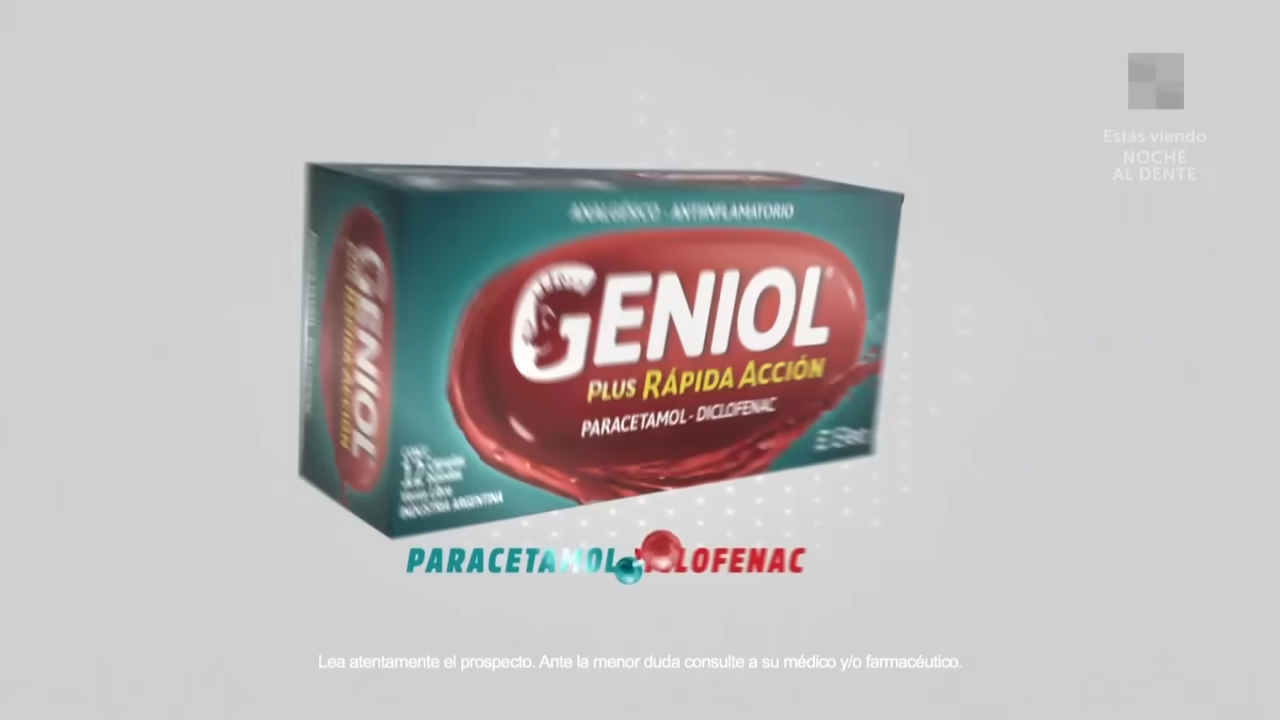 Estás viendo
NOCHE
AL DENTE
ANALGÉSICO - ANTIINFLAMATORIO
GENIOL®
PLUS RÁPIDA ACCIÓN
PARACETAMOL - DICLOFENAC
12
INDUSTRIA ARGENTINA
GENIOL
PLUS RÁPIDA ACCIÓN
PARACETAMOL
Lea atentamente el prospecto. Ante la menor duda consulte a su médico y/o farmacéutico.